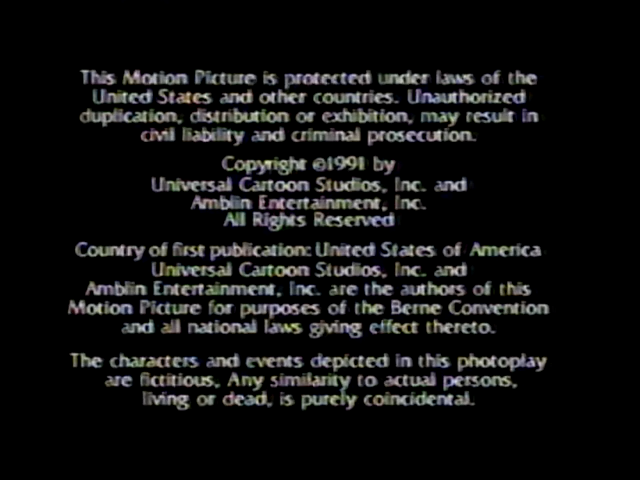 This Motion Picture is protected under laws of the
United States and other countries. Unauthorized
duplication, distribution or exhibition, may result in
civil liability and criminal prosecution.
Copyright ©1991 by
Universal Cartoon Studios, Inc. and
Amblin Entertainment, Inc.
All Rights Reserved
Country of first publication: United States of America
Universal Cartoon Studios, Inc. and
Amblin Entertainment, Inc. are the authors of this
Motion Picture for purposes of the Berne Convention
and all national laws giving effect thereto.
The characters and events depicted in this photoplay
are fictitious, Any similarity to actual persons,
living or dead, is purely coincidental.